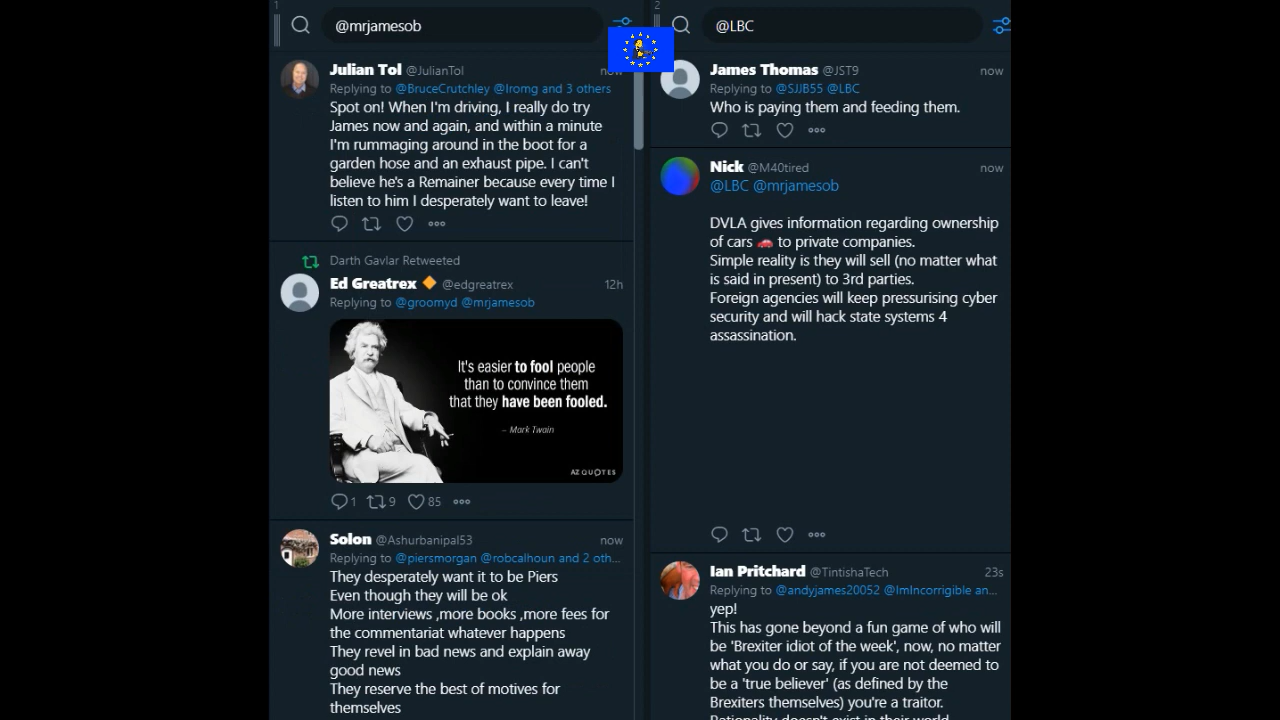 1
@mrjamesob
Julian Tol @JulianTol
now
Replying to @BruceCrutchley @Iromg and 3 others
Spot on! When I'm driving, I really do try
James now and again, and within a minute
I'm rummaging around in the boot for a
garden hose and an exhaust pipe. I can't
believe he's a Remainer because every time I
listen to him I desperately want to leave!
Darth Gavlar Retweeted
Ed Greatrex 🔶 @edgreatrex
12h
Replying to @groomyd @mrjamesob
It's easier to fool people
than to convince them
that they have been fooled.
– Mark Twain
AZ QUOTES
1 9 85
Solon @Ashurbanipal53
now
Replying to @piersmorgan @robcalhoun and 2 oth...
They desperately want it to be Piers
Even though they will be ok
More interviews ,more books ,more fees for
the commentariat whatever happens
They revel in bad news and explain away
good news
They reserve the best of motives for
themselves
2
@LBC
James Thomas @JST9
now
Replying to @SJJB55 @LBC
Who is paying them and feeding them.
Nick @M40tired
now
@LBC @mrjamesob
DVLA gives information regarding ownership
of cars 🚗 to private companies.
Simple reality is they will sell (no matter what
is said in present) to 3rd parties.
Foreign agencies will keep pressurising cyber
security and will hack state systems 4
assassination.
Ian Pritchard @TintishaTech
23s
Replying to @andyjames20052 @ImIncorrigible an...
yep!
This has gone beyond a fun game of who will
be 'Brexiter idiot of the week', now, no matter
what you do or say, if you are not deemed to
be a 'true believer' (as defined by the
Brexiters themselves) you're a traitor.
Rationality doesn't exist in their world